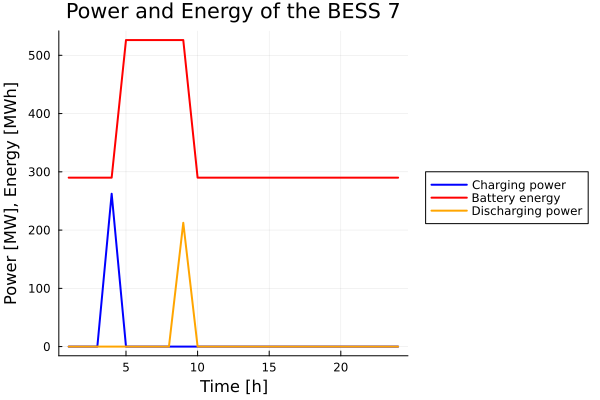 Power and Energy of the BESS 7
Power [MW], Energy [MWh]
500
400
300
200
100
0
5
10
15
20
Time [h]
Charging power
Battery energy
Discharging power